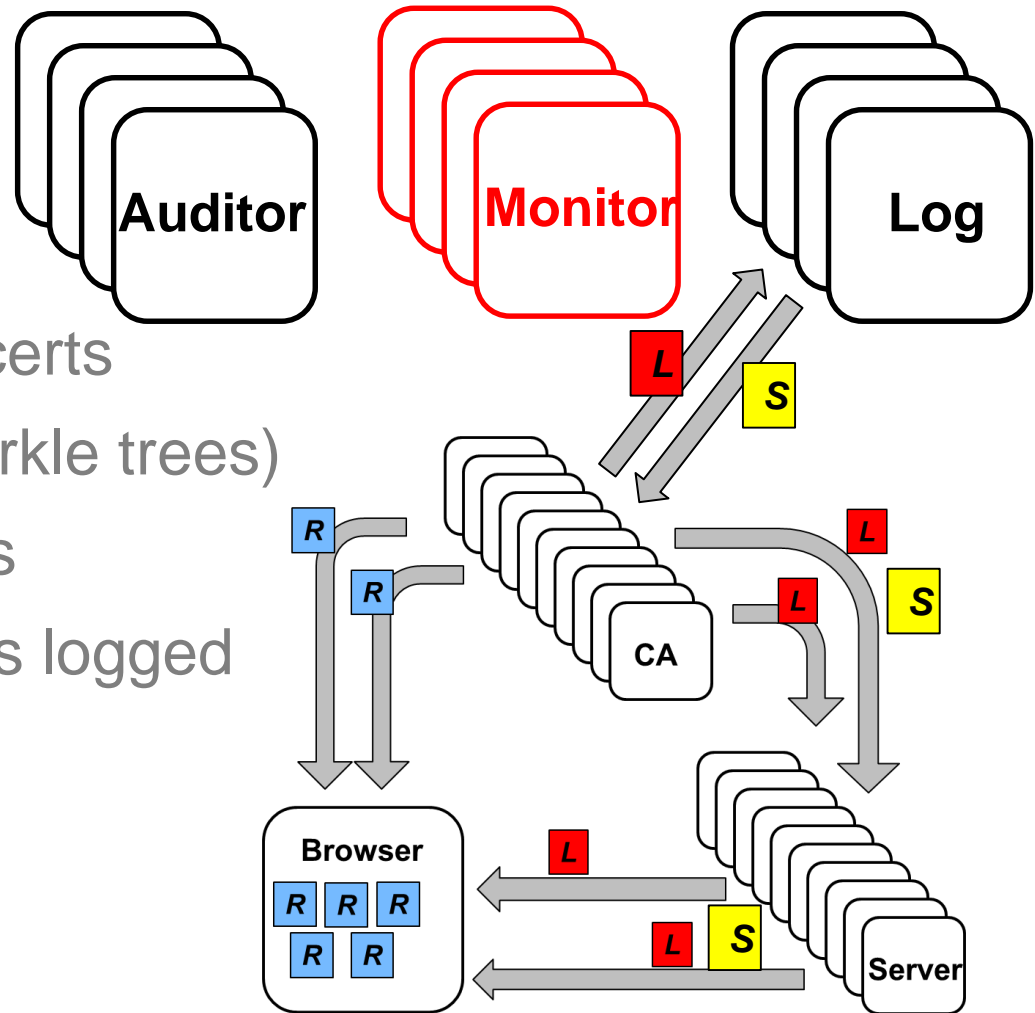 Auditor
Monitor
Log
certs
L
S
rkle trees)
R
L
s
R
L
S
s logged
CA
Browser
L
R R R
L S
R R
Server